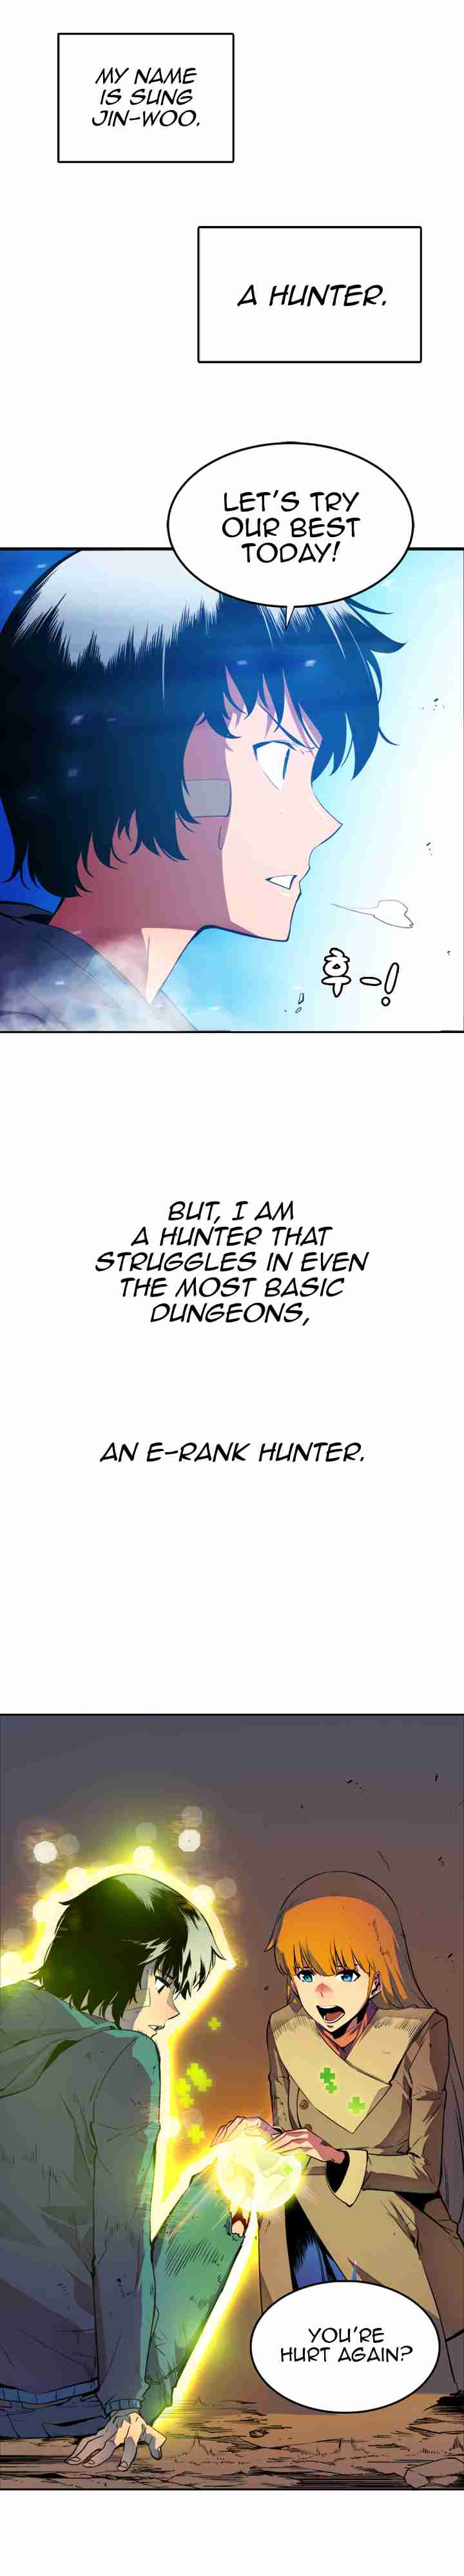 MY NAME
IS SUNG
JIN-WOO.
A HUNTER.
LET'S TRY
OUR BEST
TODAY!
후-!
BUT, I AM
A HUNTER THAT
STRUGGLES IN EVEN
THE MOST BASIC
DUNGEONS,
AN E-RANK HUNTER.
YOU'RE
HURT AGAIN?